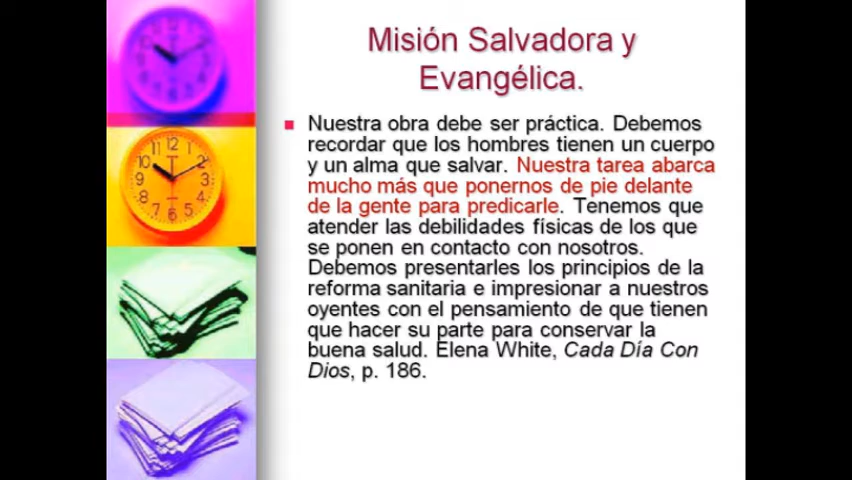 Misión Salvadora y
Evangélica.
Nuestra obra debe ser práctica. Debemos
recordar que los hombres tienen un cuerpo
y un alma que salvar. Nuestra tarea abarca
mucho más que ponernos de pie delante
de la gente para predicarle. Tenemos que
atender las debilidades físicas de los que
se ponen en contacto con nosotros.
Debemos presentarles los principios de la
reforma sanitaria e impresionar a nuestros
oyentes con el pensamiento de que tienen
que hacer su parte para conservar la
buena salud. Elena White, Cada Día Con
Dios, p. 186.